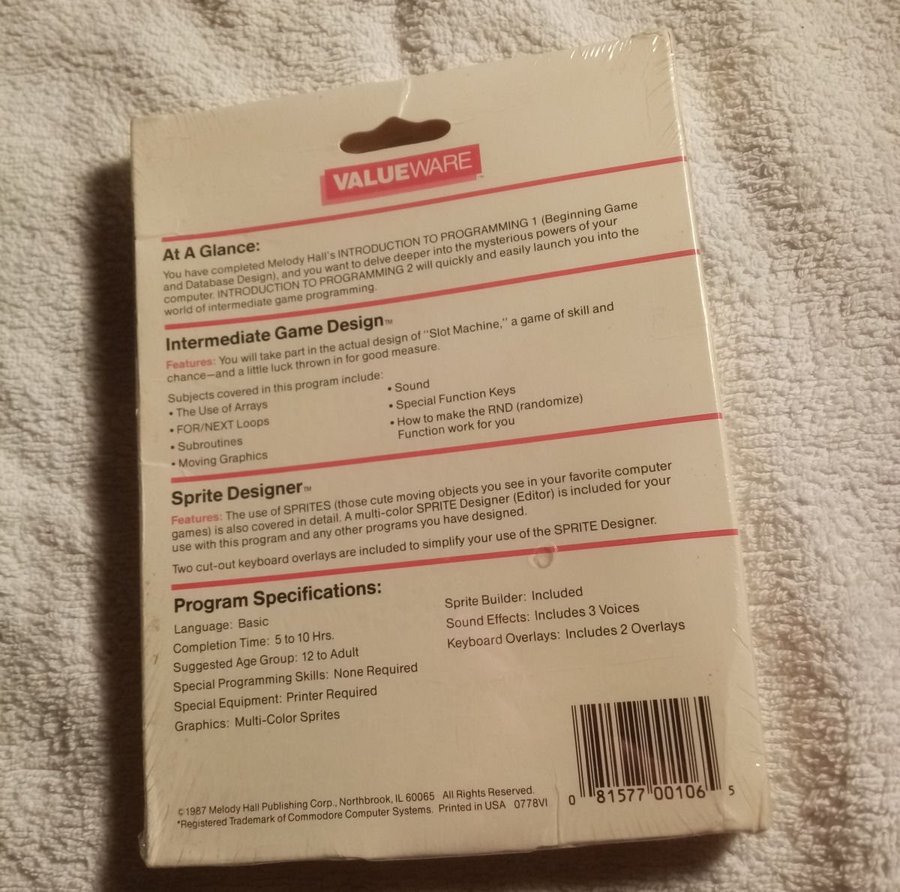 VALUEWARE™
At A Glance:
You have completed Melody Hall's INTRODUCTION TO PROGRAMMING 1 (Beginning Game
and Database Design), and you want to delve deeper into the mysterious powers of your
computer. INTRODUCTION TO PROGRAMMING 2 will quickly and easily launch you into the
world of intermediate game programming.
Intermediate Game Design™
Features: You will take part in the actual design of "Slot Machine," a game of skill and
chance—and a little luck thrown in for good measure.
Subjects covered in this program include:
• The Use of Arrays
• FOR/NEXT Loops
• Subroutines
• Moving Graphics
• Sound
• Special Function Keys
• How to make the RND (randomize)
Function work for you
Sprite Designer™
Features: The use of SPRITES (those cute moving objects you see in your favorite computer
games) is also covered in detail. A multi-color SPRITE Designer (Editor) is included for your
use with this program and any other programs you have designed.
Two cut-out keyboard overlays are included to simplify your use of the SPRITE Designer.
Program Specifications:
Language: Basic
Completion Time: 5 to 10 Hrs.
Suggested Age Group: 12 to Adult
Special Programming Skills: None Required
Special Equipment: Printer Required
Graphics: Multi-Color Sprites
Sprite Builder: Included
Sound Effects: Includes 3 Voices
Keyboard Overlays: Includes 2 Overlays
©1987 Melody Hall Publishing Corp., Northbrook, IL 60065 All Rights Reserved.
*Registered Trademark of Commodore Computer Systems. Printed in USA 0778VI
0 81577 00106 5